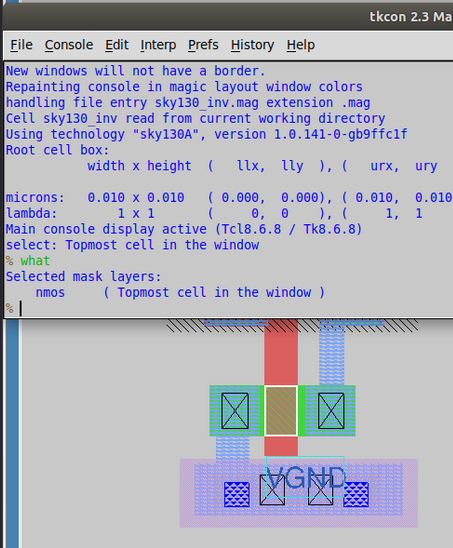 tkcon 2.3 Ma
File Console Edit Interp Prefs History Help
New windows will not have a border.
Repainting console in magic layout window colors
handling file entry sky130_inv.mag extension .mag
Cell sky130_inv read from current working directory
Using technology "sky130A", version 1.0.141-0-gb9ffc1f
Root cell box:
width x height ( llx, lly ), ( urx, ury
microns: 0.010 x 0.010 ( 0.000, 0.000), ( 0.010, 0.010
lambda: 1 x 1 ( 0, 0 ), ( 1, 1
Main console display active (Tcl8.6.8 / Tk8.6.8)
select: Topmost cell in the window
% what
Selected mask layers:
nmos ( Topmost cell in the window )
%
VGND